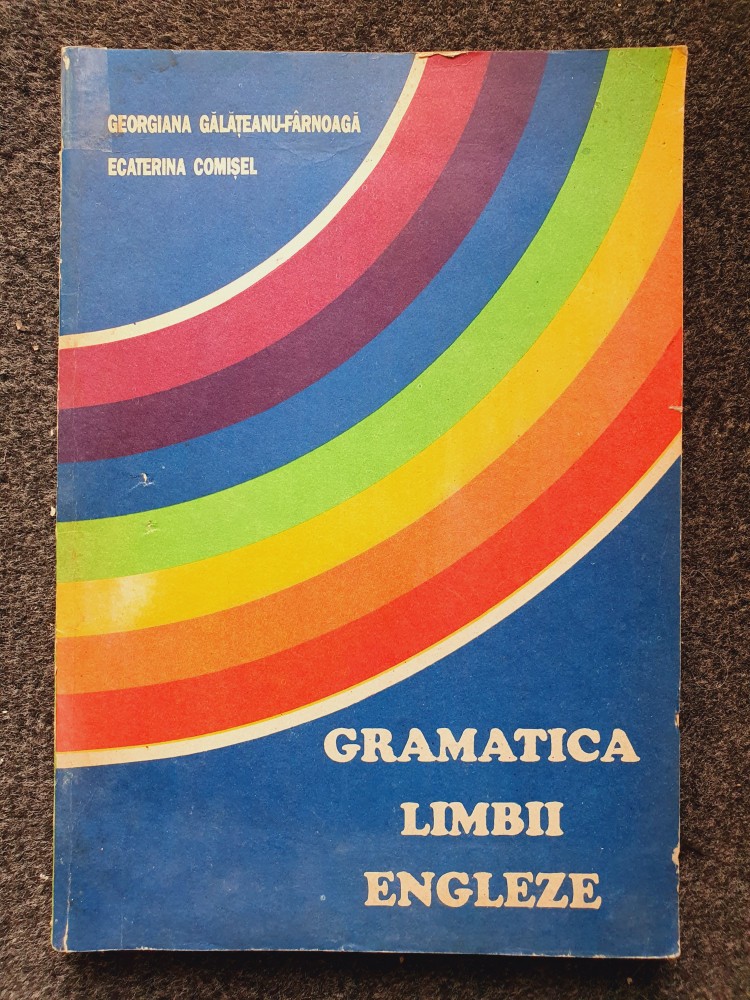 GEORGIANA GĂLĂȚEANU-FÂRNOAGĂ
ECATERINA COMIȘEL
GRAMATICA
LIMBII
ENGLEZE